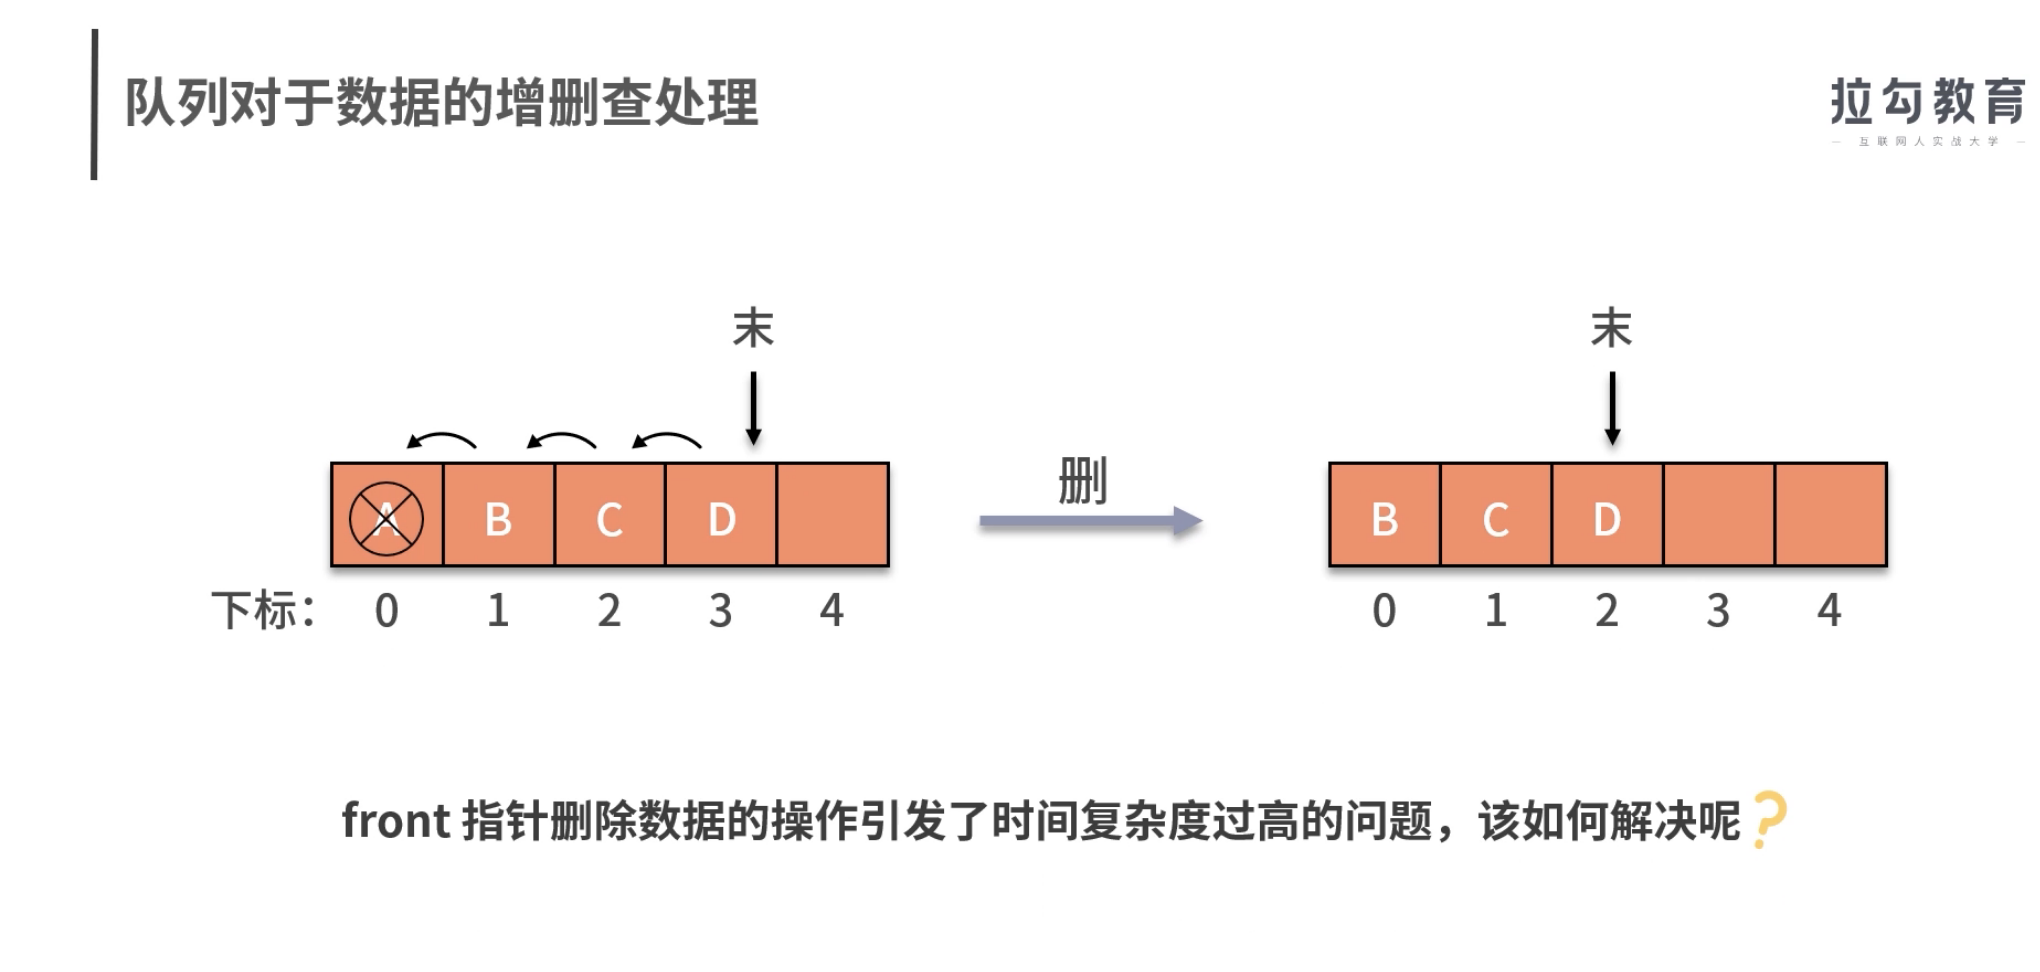 队列对于数据的增删查处理
拉勾教育
— 互联网人实战大学 —
末
末
A B C D
删
B C D
下标： 0 1 2 3 4
0 1 2 3 4
front 指针删除数据的操作引发了时间复杂度过高的问题，该如何解决呢？